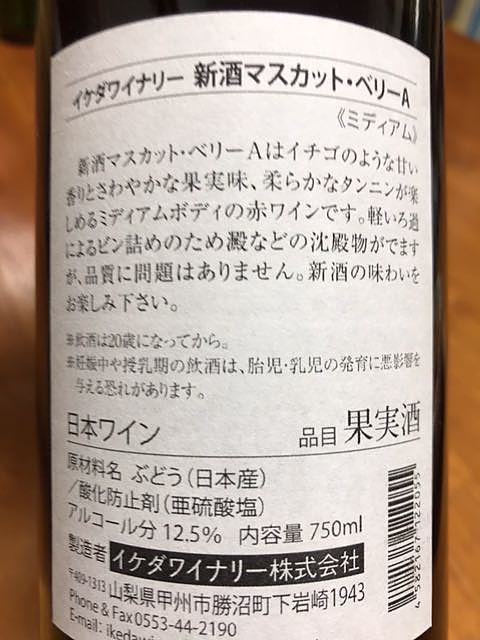 イケダワイナリー 新酒マスカット・ベリーA
《ミディアム》
新酒マスカット・ベリーAはイチゴのような甘い
香りとさわやかな果実味、柔らかなタンニンが楽
しめるミディアムボディの赤ワインです。軽いろ過
によるビン詰めのため澱などの沈殿物がでます
が、品質に問題はありません。新酒の味わいを
お楽しみ下さい。
※飲酒は20歳になってから。
※妊娠中や授乳期の飲酒は、胎児・乳児の発育に悪影響を
与える恐れがあります。
日本ワイン 品目 果実酒
原材料名 ぶどう(日本産)
/酸化防止剤(亜硫酸塩)
アルコール分 12.5% 内容量 750ml
製造者 イケダワイナリー株式会社
〒409-1313 山梨県甲州市勝沼町下岩崎1943
Phone & Fax 0553-44-2190
E-mail: ikedawi
4 582167 122055